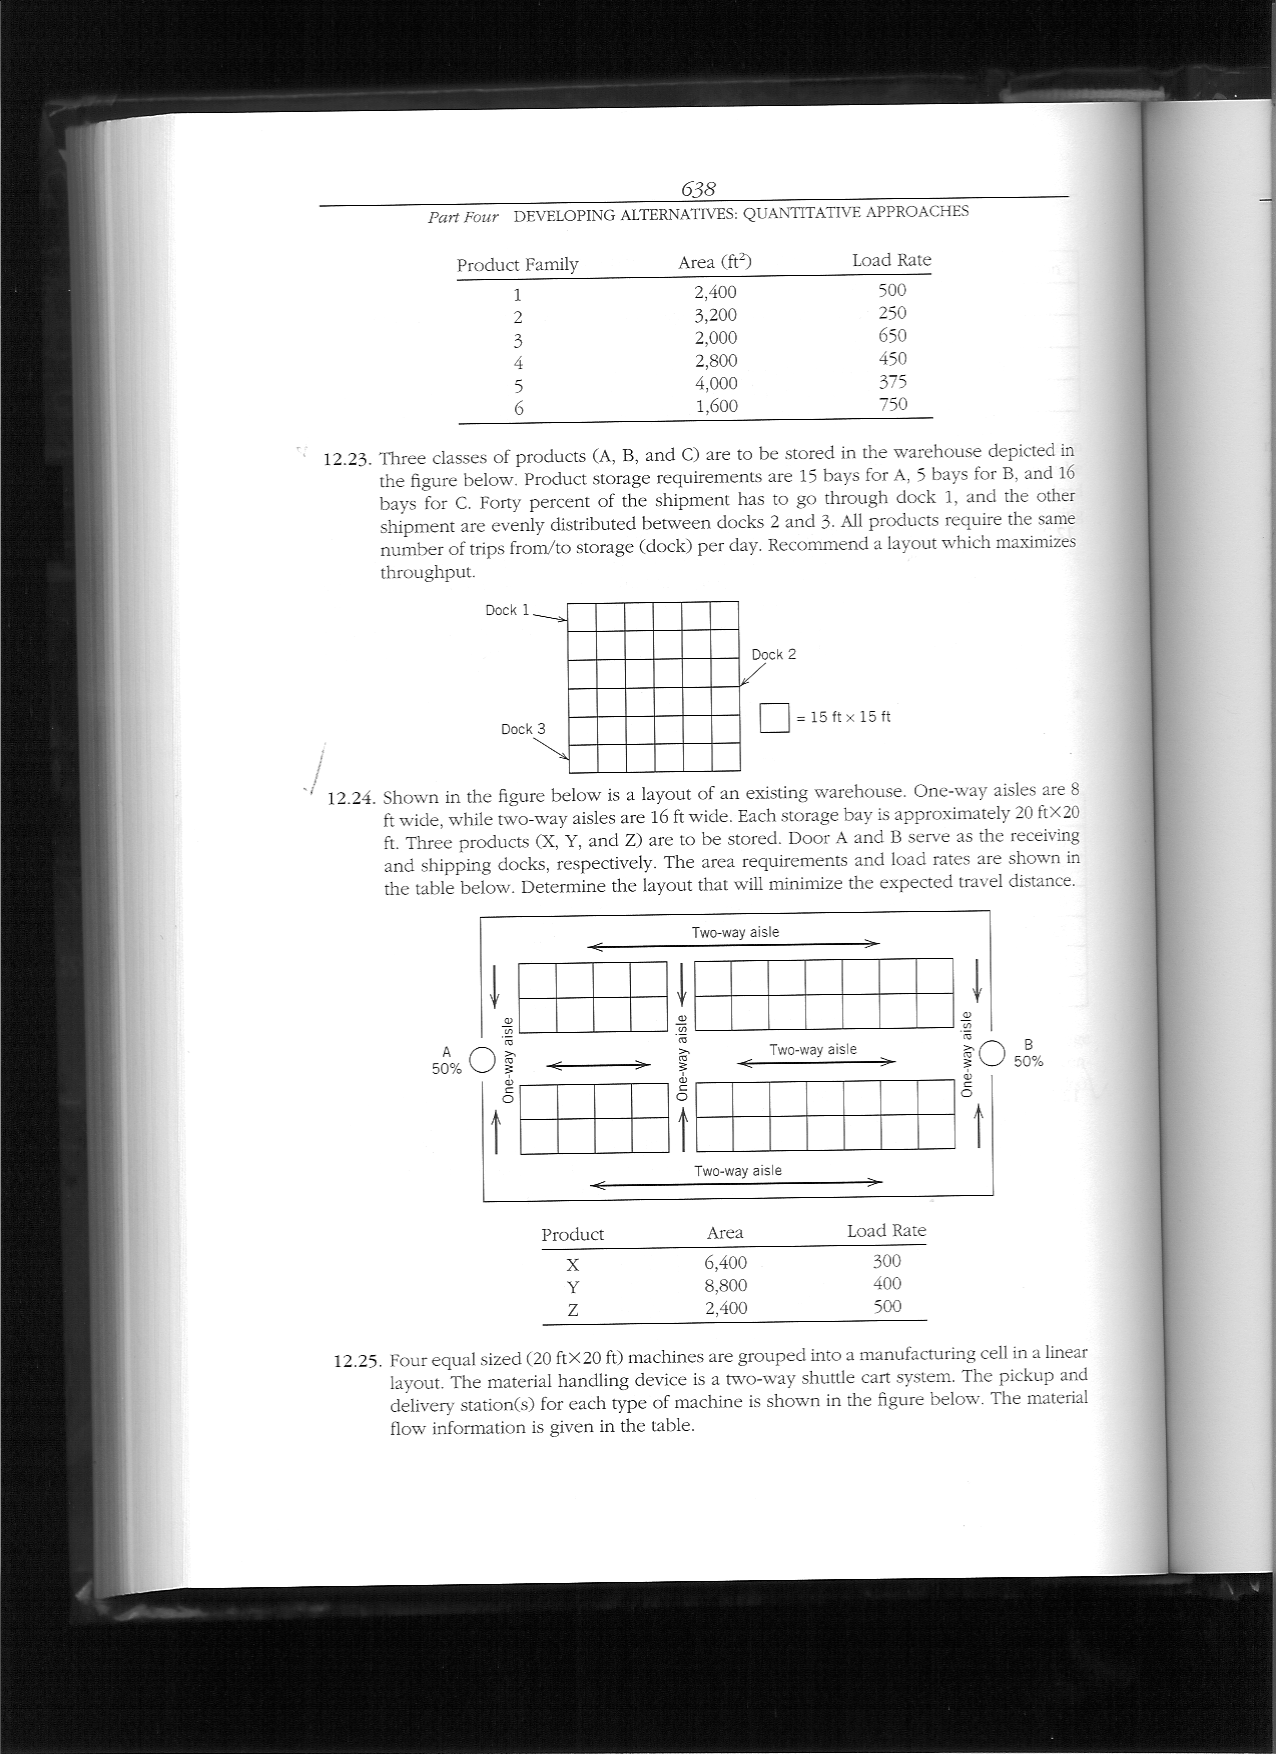 638
Part Four DEVELOPING ALTERNATIVES: QUANTITATIVE APPROACHES
Product Family Area (ft²) Load Rate
1 2,400 500
2 3,200 250
3 2,000 650
4 2,800 450
5 4,000 375
6 1,600 750
12.23. Three classes of products (A, B, and C) are to be stored in the warehouse depicted in
the figure below. Product storage requirements are 15 bays for A, 5 bays for B, and 16
bays for C. Forty percent of the shipment has to go through dock 1, and the other
shipment are evenly distributed between docks 2 and 3. All products require the same
number of trips from/to storage (dock) per day. Recommend a layout which maximizes
throughput.
Dock 1
Dock 2
= 15 ft x 15 ft
Dock 3
12.24. Shown in the figure below is a layout of an existing warehouse. One-way aisles are 8
ft wide, while two-way aisles are 16 ft wide. Each storage bay is approximately 20 ft×20
ft. Three products (X, Y, and Z) are to be stored. Door A and B serve as the receiving
and shipping docks, respectively. The area requirements and load rates are shown in
the table below. Determine the layout that will minimize the expected travel distance.
Two-way aisle
One-way aisle
One-way aisle
One-way aisle
A
50%
Two-way aisle
B
50%
Two-way aisle
Product Area Load Rate
X 6,400 300
Y 8,800 400
Z 2,400 500
12.25. Four equal sized (20 ft×20 ft) machines are grouped into a manufacturing cell in a linear
layout. The material handling device is a two-way shuttle cart system. The pickup and
delivery station(s) for each type of machine is shown in the figure below. The material
flow information is given in the table.